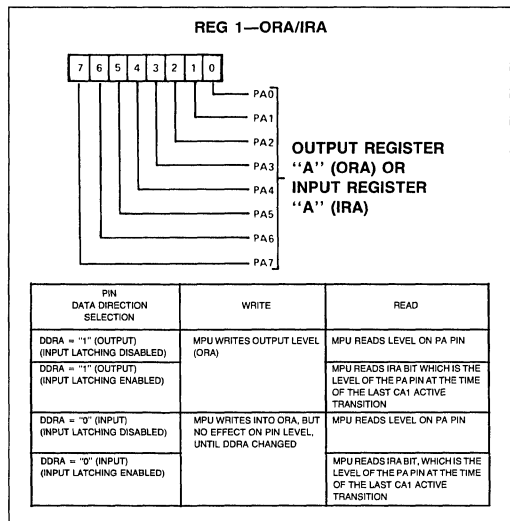 REG 1—ORA/IRA
7 6 5 4 3 2 1 0
PA0
PA1
PA2
PA3
PA4
PA5
PA6
PA7
OUTPUT REGISTER
"A" (ORA) OR
INPUT REGISTER
"A" (IRA)
PIN
DATA DIRECTION
SELECTION
WRITE
READ
DDRA = "1" (OUTPUT)
(INPUT LATCHING DISABLED)
MPU WRITES OUTPUT LEVEL
(ORA)
MPU READS LEVEL ON PA PIN
DDRA = "1" (OUTPUT)
(INPUT LATCHING ENABLED)
MPU READS IRA BIT WHICH IS THE
LEVEL OF THE PA PIN AT THE TIME
OF THE LAST CA1 ACTIVE
TRANSITION
DDRA = "0" (INPUT)
(INPUT LATCHING DISABLED)
MPU WRITES INTO ORA, BUT
NO EFFECT ON PIN LEVEL,
UNTIL DDRA CHANGED
MPU READS LEVEL ON PA PIN
DDRA = "0" (INPUT)
(INPUT LATCHING ENABLED)
MPU READS IRA BIT, WHICH IS THE
LEVEL OF THE PA PIN AT THE TIME
OF THE LAST CA1 ACTIVE
TRANSITION